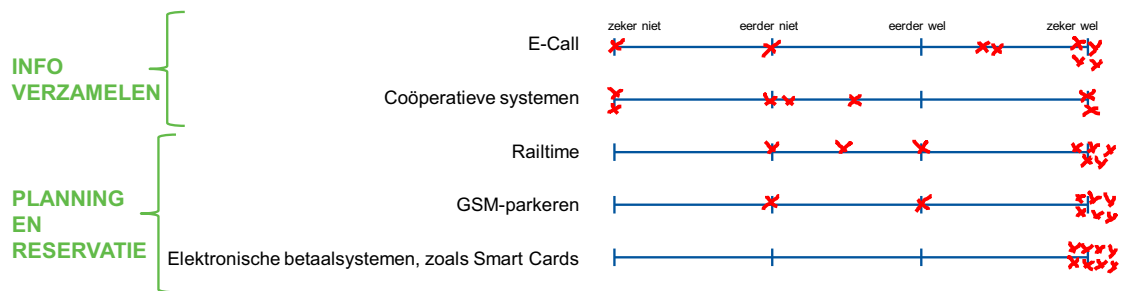 zeker niet eerder niet eerder wel zeker wel
E-Call
INFO
VERZAMELEN
Coöperatieve systemen
Railtime
PLANNING
EN
RESERVATIE
GSM-parkeren
Elektronische betaalsystemen, zoals Smart Cards